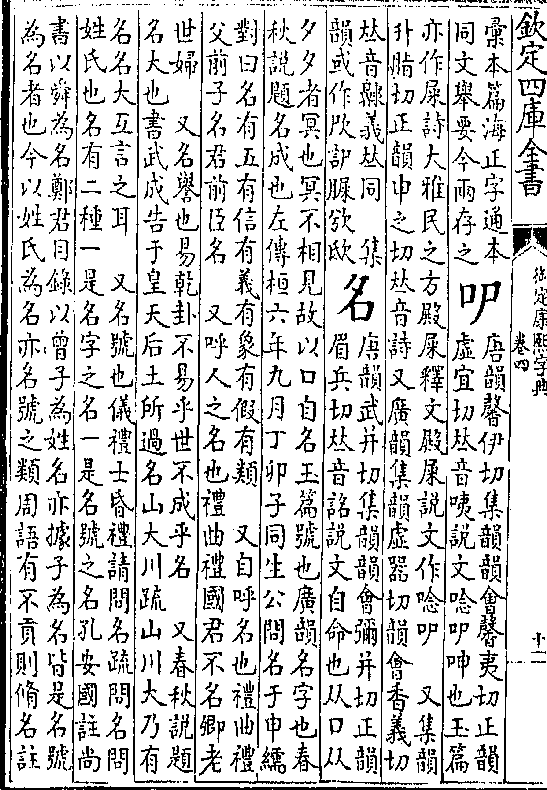 欽定四庫全書
御定康熙字典
卷四
十一
彙本篇海正字通本
同文舉要今兩存之
㕧
唐韻馨伊切集韻韻會馨夷切正韻
虛宜切𠀤音咦説文唸㕧呻也玉篇
亦作屎詩大雅民之方殿屎釋文殿屎説文作唸㕧　又集韻
升脂切正韻申之切𠀤音詩又廣韻集韻虛器切韻會香義切
𠀤音齂義𠀤同　集
韻或作
名
唐韻武并切集韻韻會彌并切正韻
眉兵切𠀤音詺説文自命也从口从
夕夕者冥也冥不相見故以口自名玉篇號也廣韻名字也春
秋説題名成也左傳桓六年九月丁卯子同生公問名于申繻
對曰名有五有信有義有象有假有類　又自呼名也禮曲禮
父前子名君前臣名　又呼人之名也禮曲禮國君不名卿老
世婦　又名譽也易乾卦不易乎世不成乎名　又春秋説題
名大也書武成告于皇天后土所過名山大川疏山川大乃有
名名大互言之耳　又名號也儀禮士昏禮請問名疏問名問
姓氏也名有二種一是名字之名一是名號之名孔安國註尚
書以舜為名鄭君目錄以曾子為姓名亦據子為名皆是名號
為名者也今以姓氏為名亦名號之類周語有不貢則脩名註